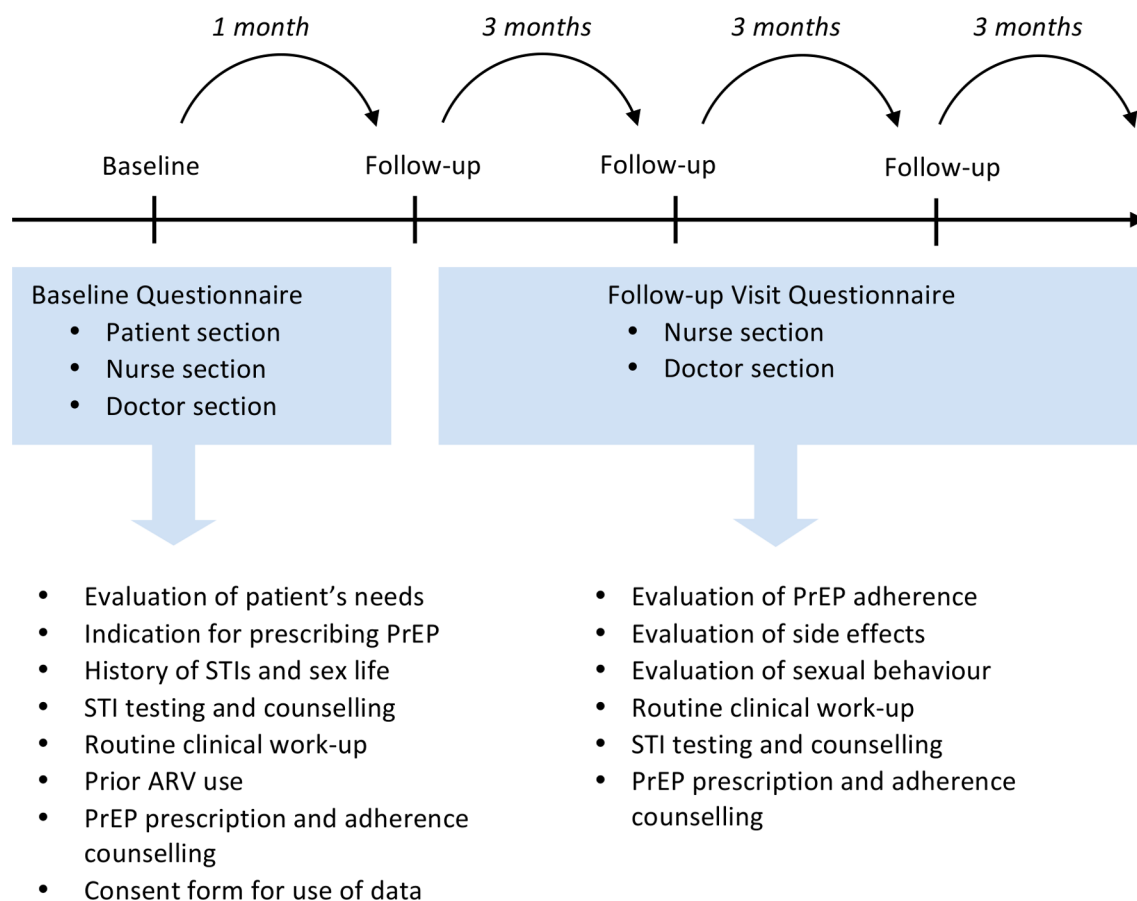 1 month
3 months
3 months
3 months
Baseline
Follow-up
Follow-up
Follow-up
Baseline Questionnaire
• Patient section
• Nurse section
• Doctor section
Follow-up Visit Questionnaire
• Nurse section
• Doctor section
• Evaluation of patient’s needs
• Indication for prescribing PrEP
• History of STIs and sex life
• STI testing and counselling
• Routine clinical work-up
• Prior ARV use
• PrEP prescription and adherence
counselling
• Consent form for use of data
• Evaluation of PrEP adherence
• Evaluation of side effects
• Evaluation of sexual behaviour
• Routine clinical work-up
• STI testing and counselling
• PrEP prescription and adherence
counselling